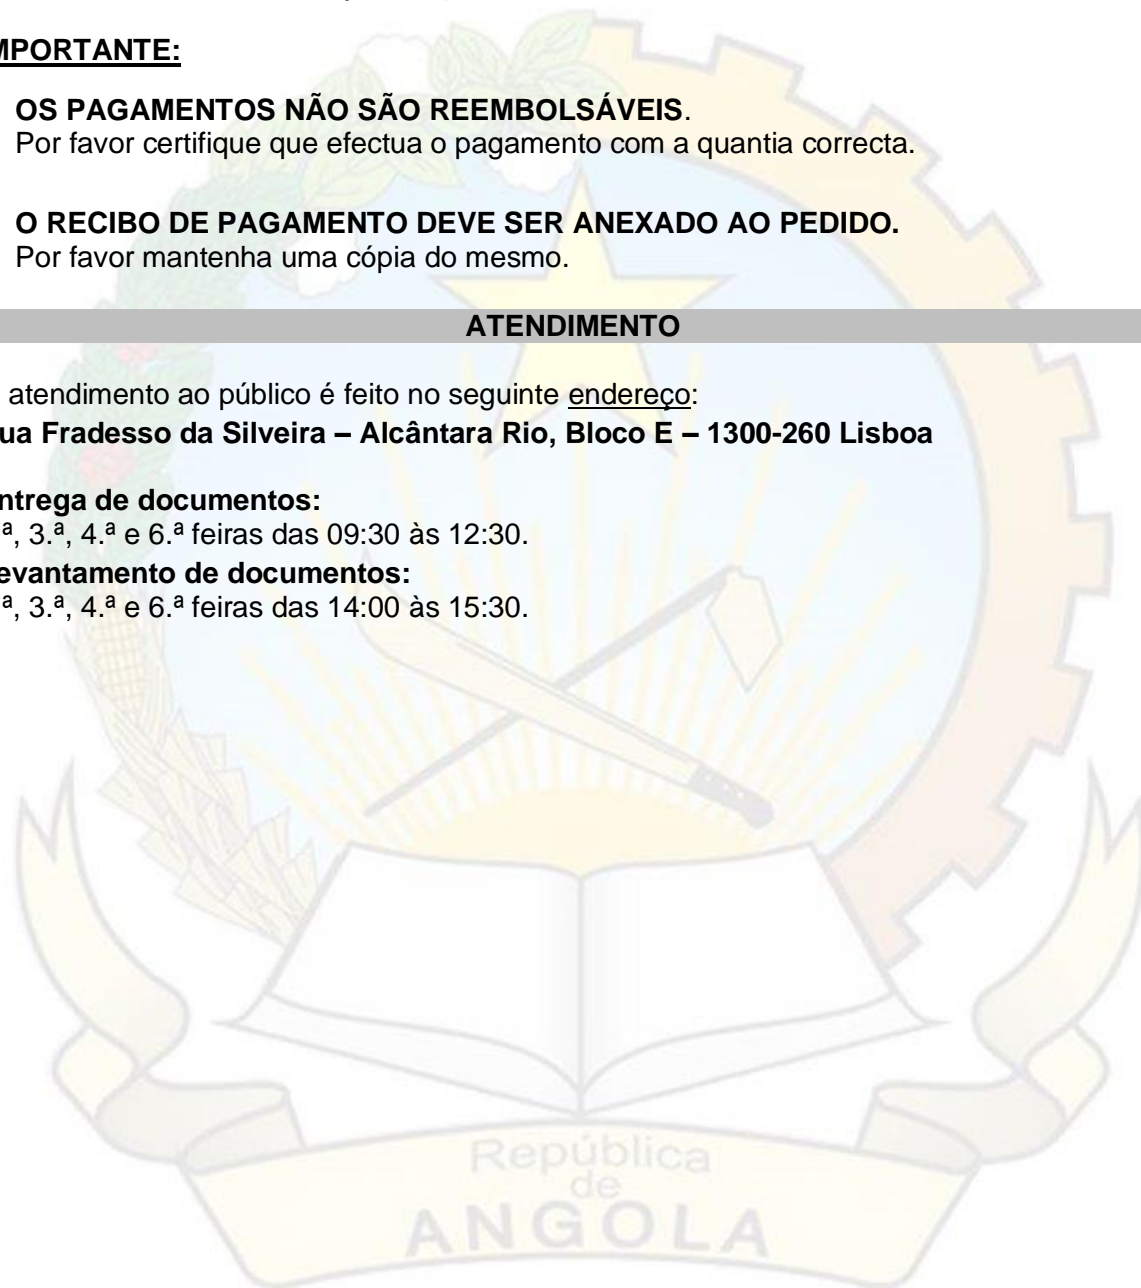 MPORTANTE:
OS PAGAMENTOS NÃO SÃO REEMBOLSÁVEIS.
Por favor certifique que efectua o pagamento com a quantia correcta.
O RECIBO DE PAGAMENTO DEVE SER ANEXADO AO PEDIDO.
Por favor mantenha uma cópia do mesmo.
ATENDIMENTO
atendimento ao público é feito no seguinte endereço:
ua Fradesso da Silveira – Alcântara Rio, Bloco E – 1300-260 Lisboa
ntrega de documentos:
ª, 3.ª, 4.ª e 6.ª feiras das 09:30 às 12:30.
evantamento de documentos:
ª, 3.ª, 4.ª e 6.ª feiras das 14:00 às 15:30.
República
de
ANGOLA